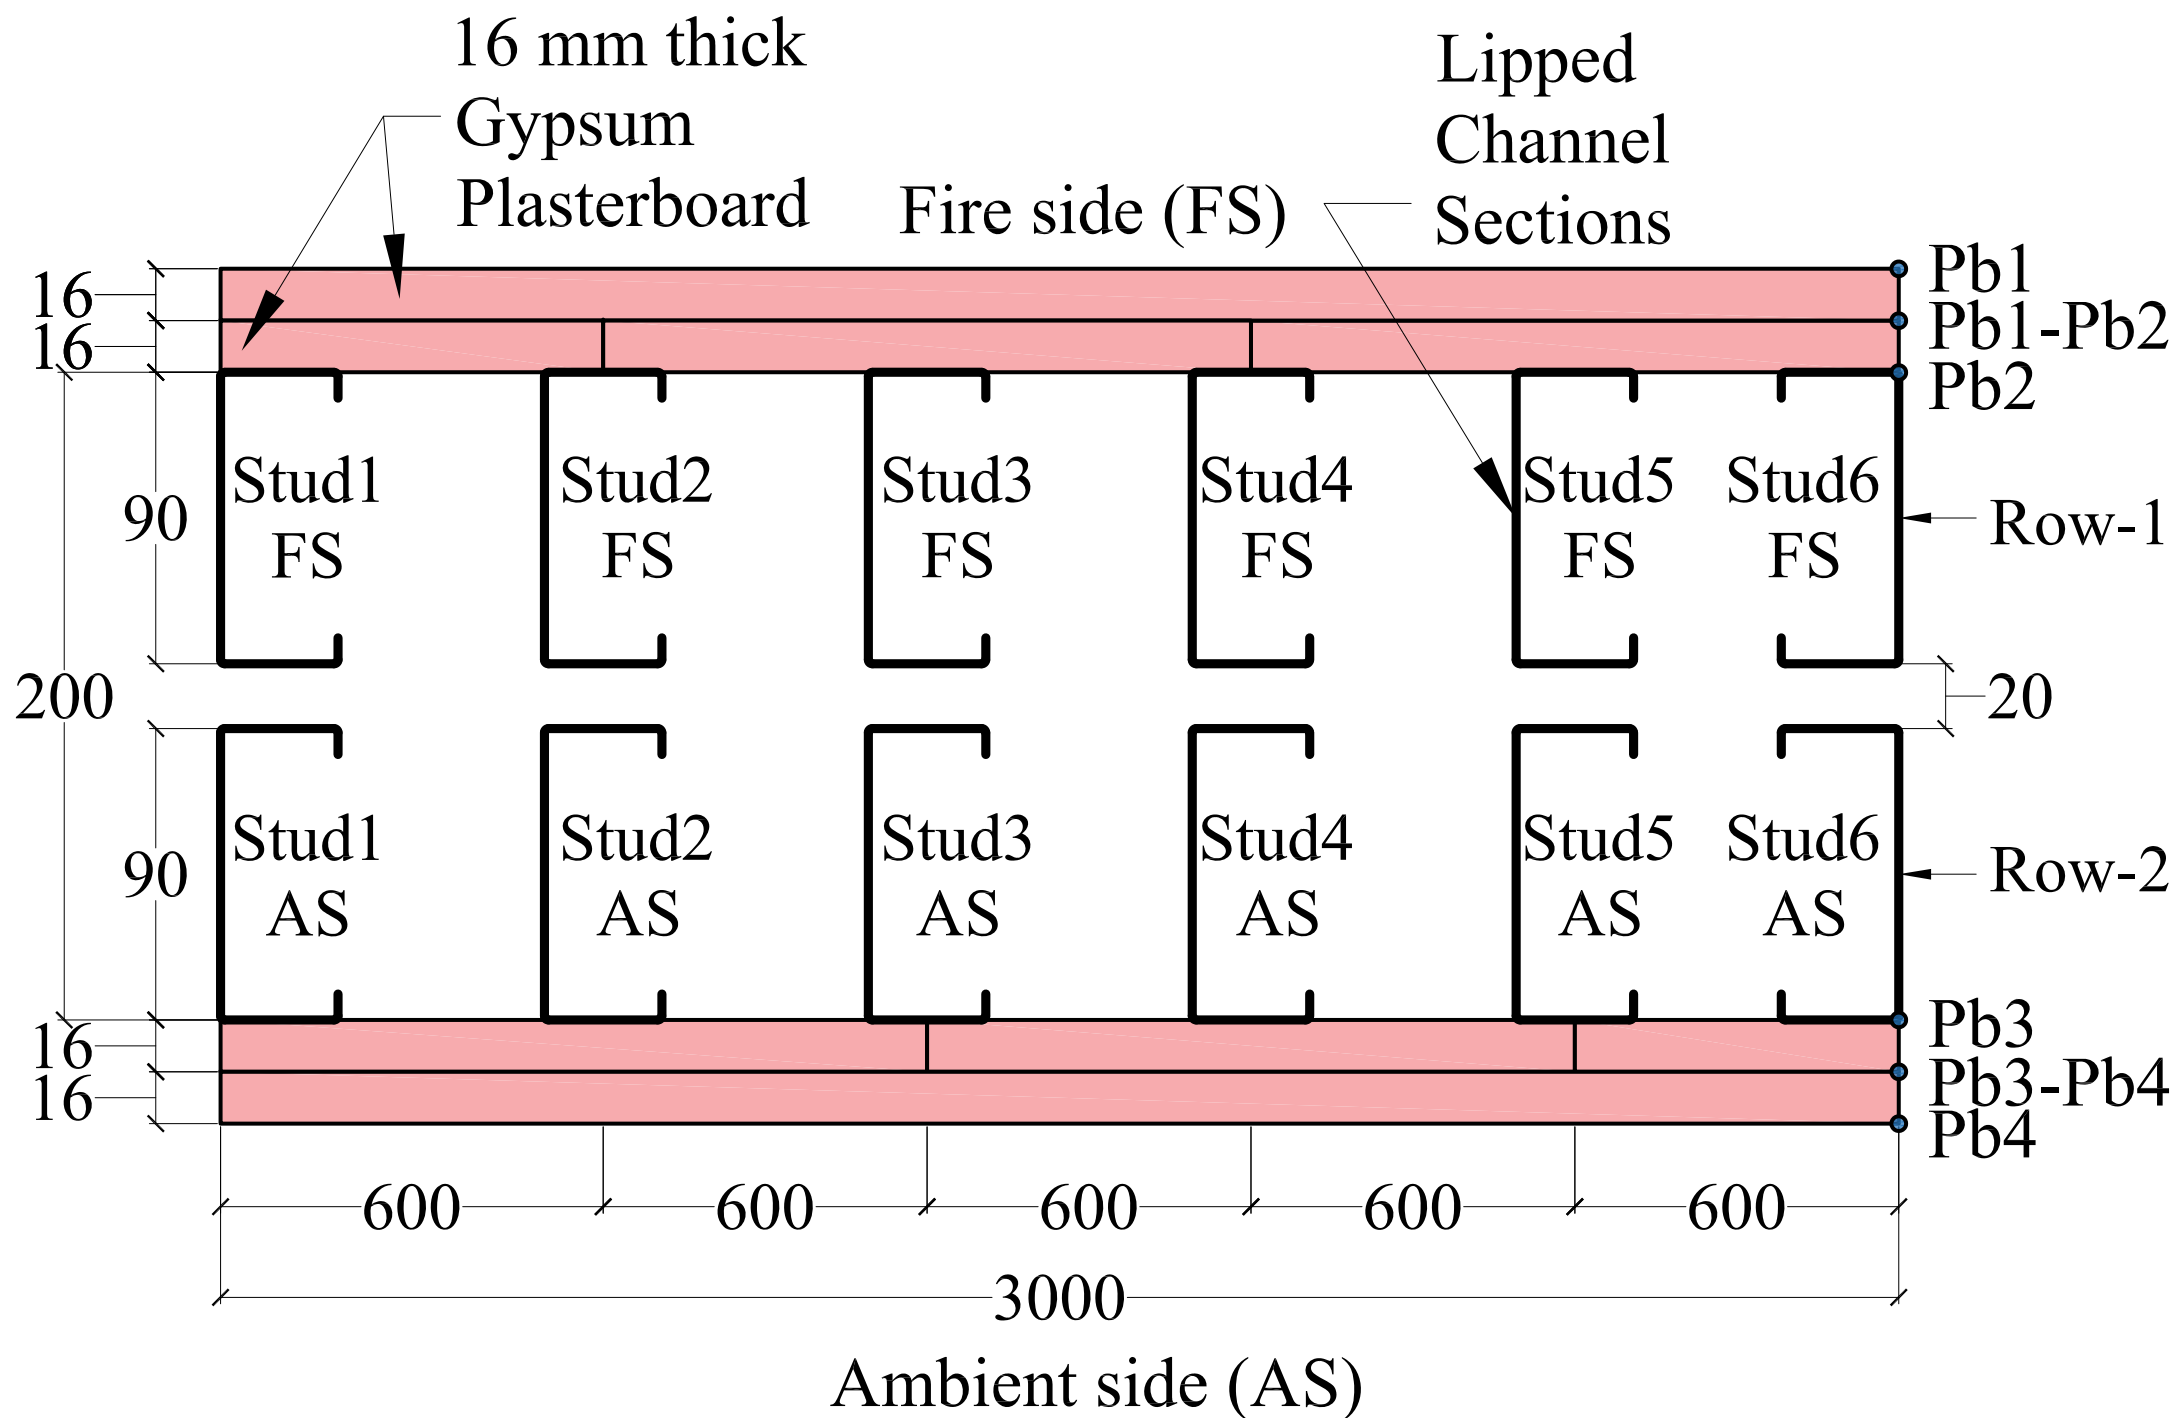 16 mm thick
Gypsum
Plasterboard
Fire side (FS)
Lipped
Channel
Sections
16
16
90
200
90
16
16
Pb1
Pb1-Pb2
Pb2
Stud1
FS
Stud2
FS
Stud3
FS
Stud4
FS
Stud5
FS
Stud6
FS
Row-1
20
Stud1
AS
Stud2
AS
Stud3
AS
Stud4
AS
Stud5
AS
Stud6
AS
Row-2
Pb3
Pb3-Pb4
Pb4
600
600
600
600
600
3000
Ambient side (AS)